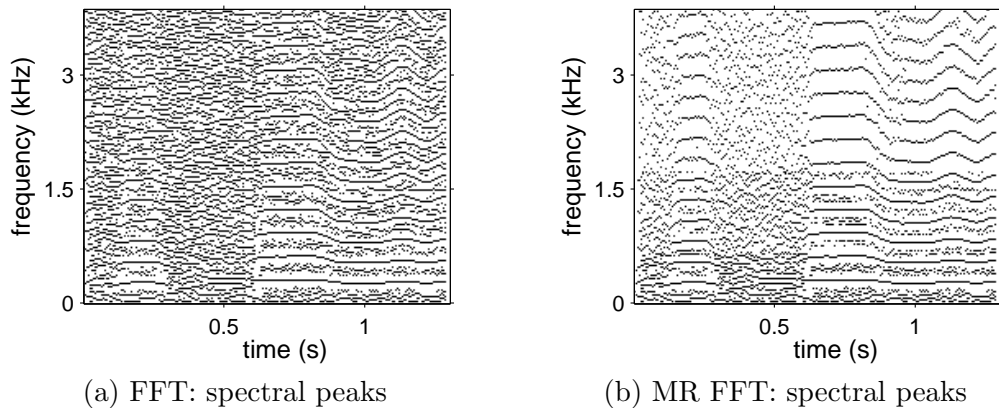 frequency (kHz)
3
1.5
0
0.5
1
time (s)
(a) FFT: spectral peaks
frequency (kHz)
3
1.5
0
0.5
1
time (s)
(b) MR FFT: spectral peaks